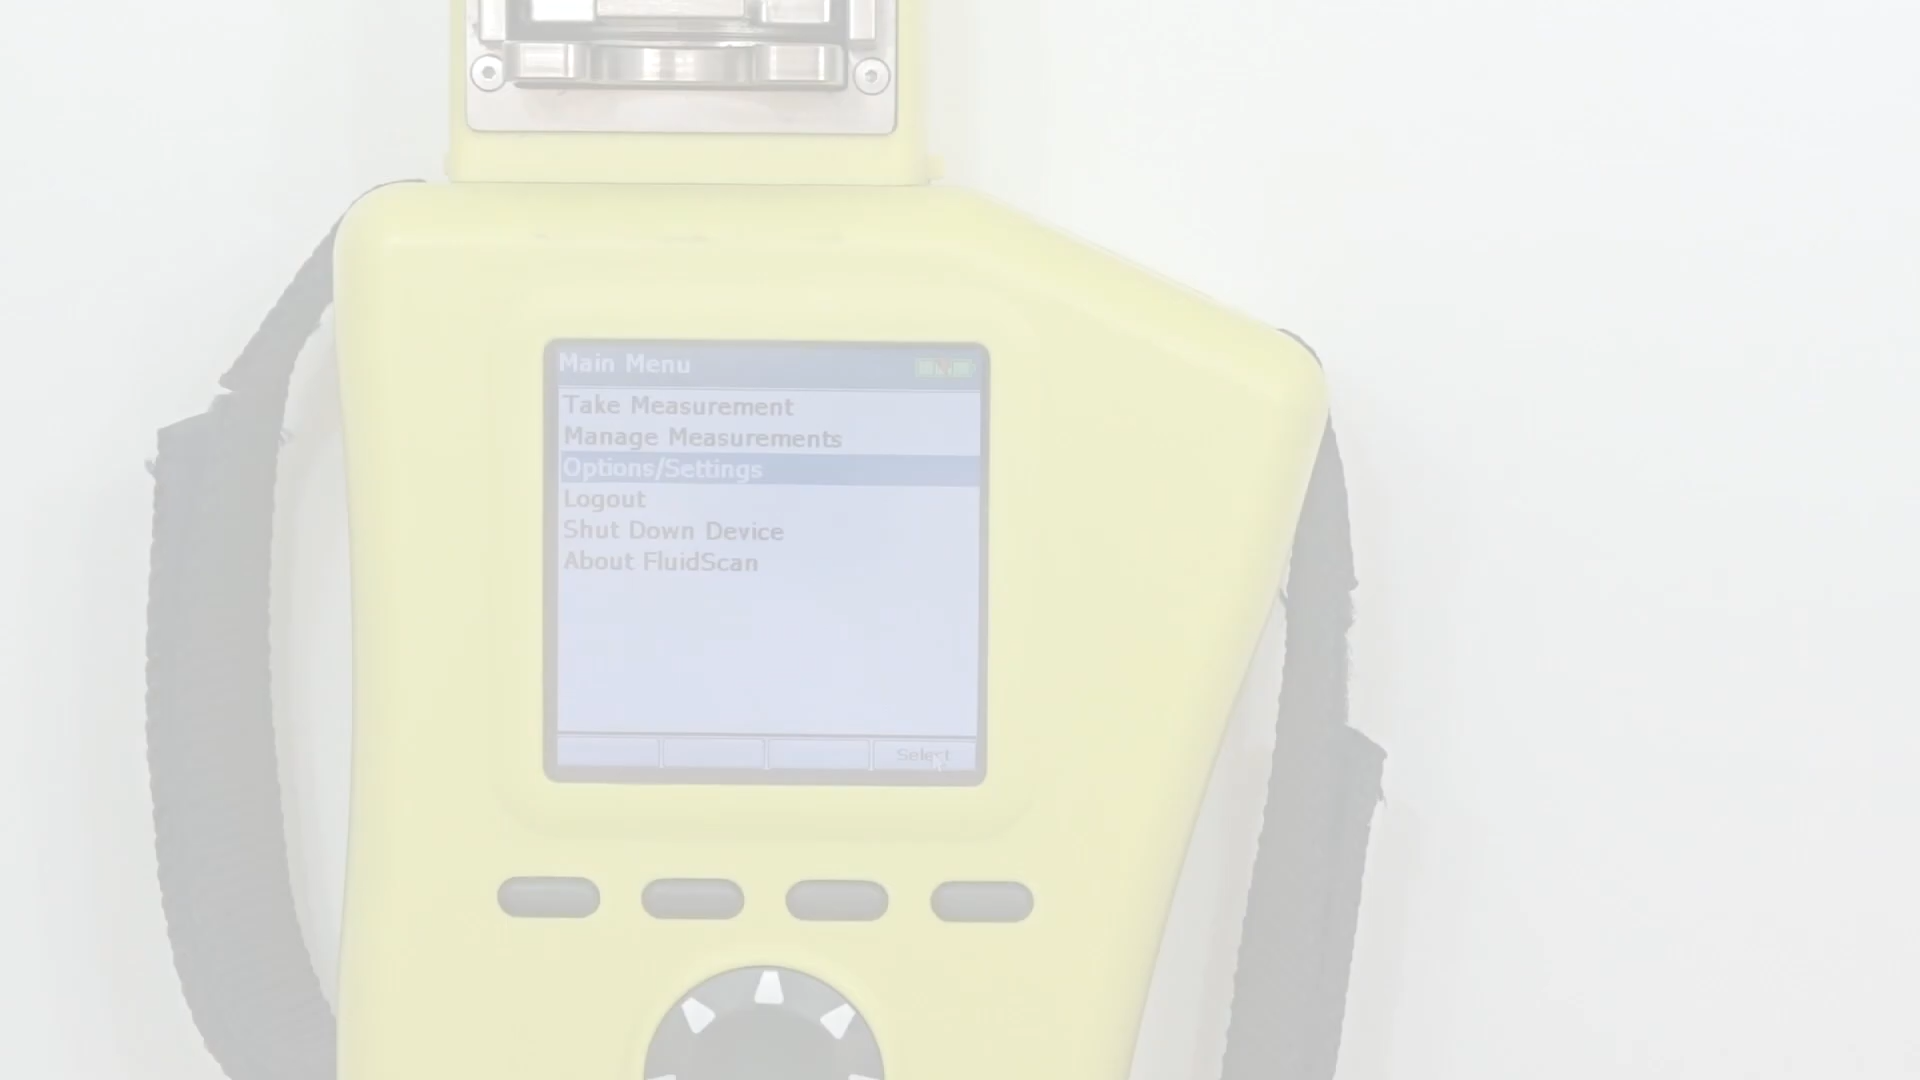 Main Menu
Take Measurement
Manage Measurements
Options/Settings
Logout
Shut Down Device
About FluidScan
Select